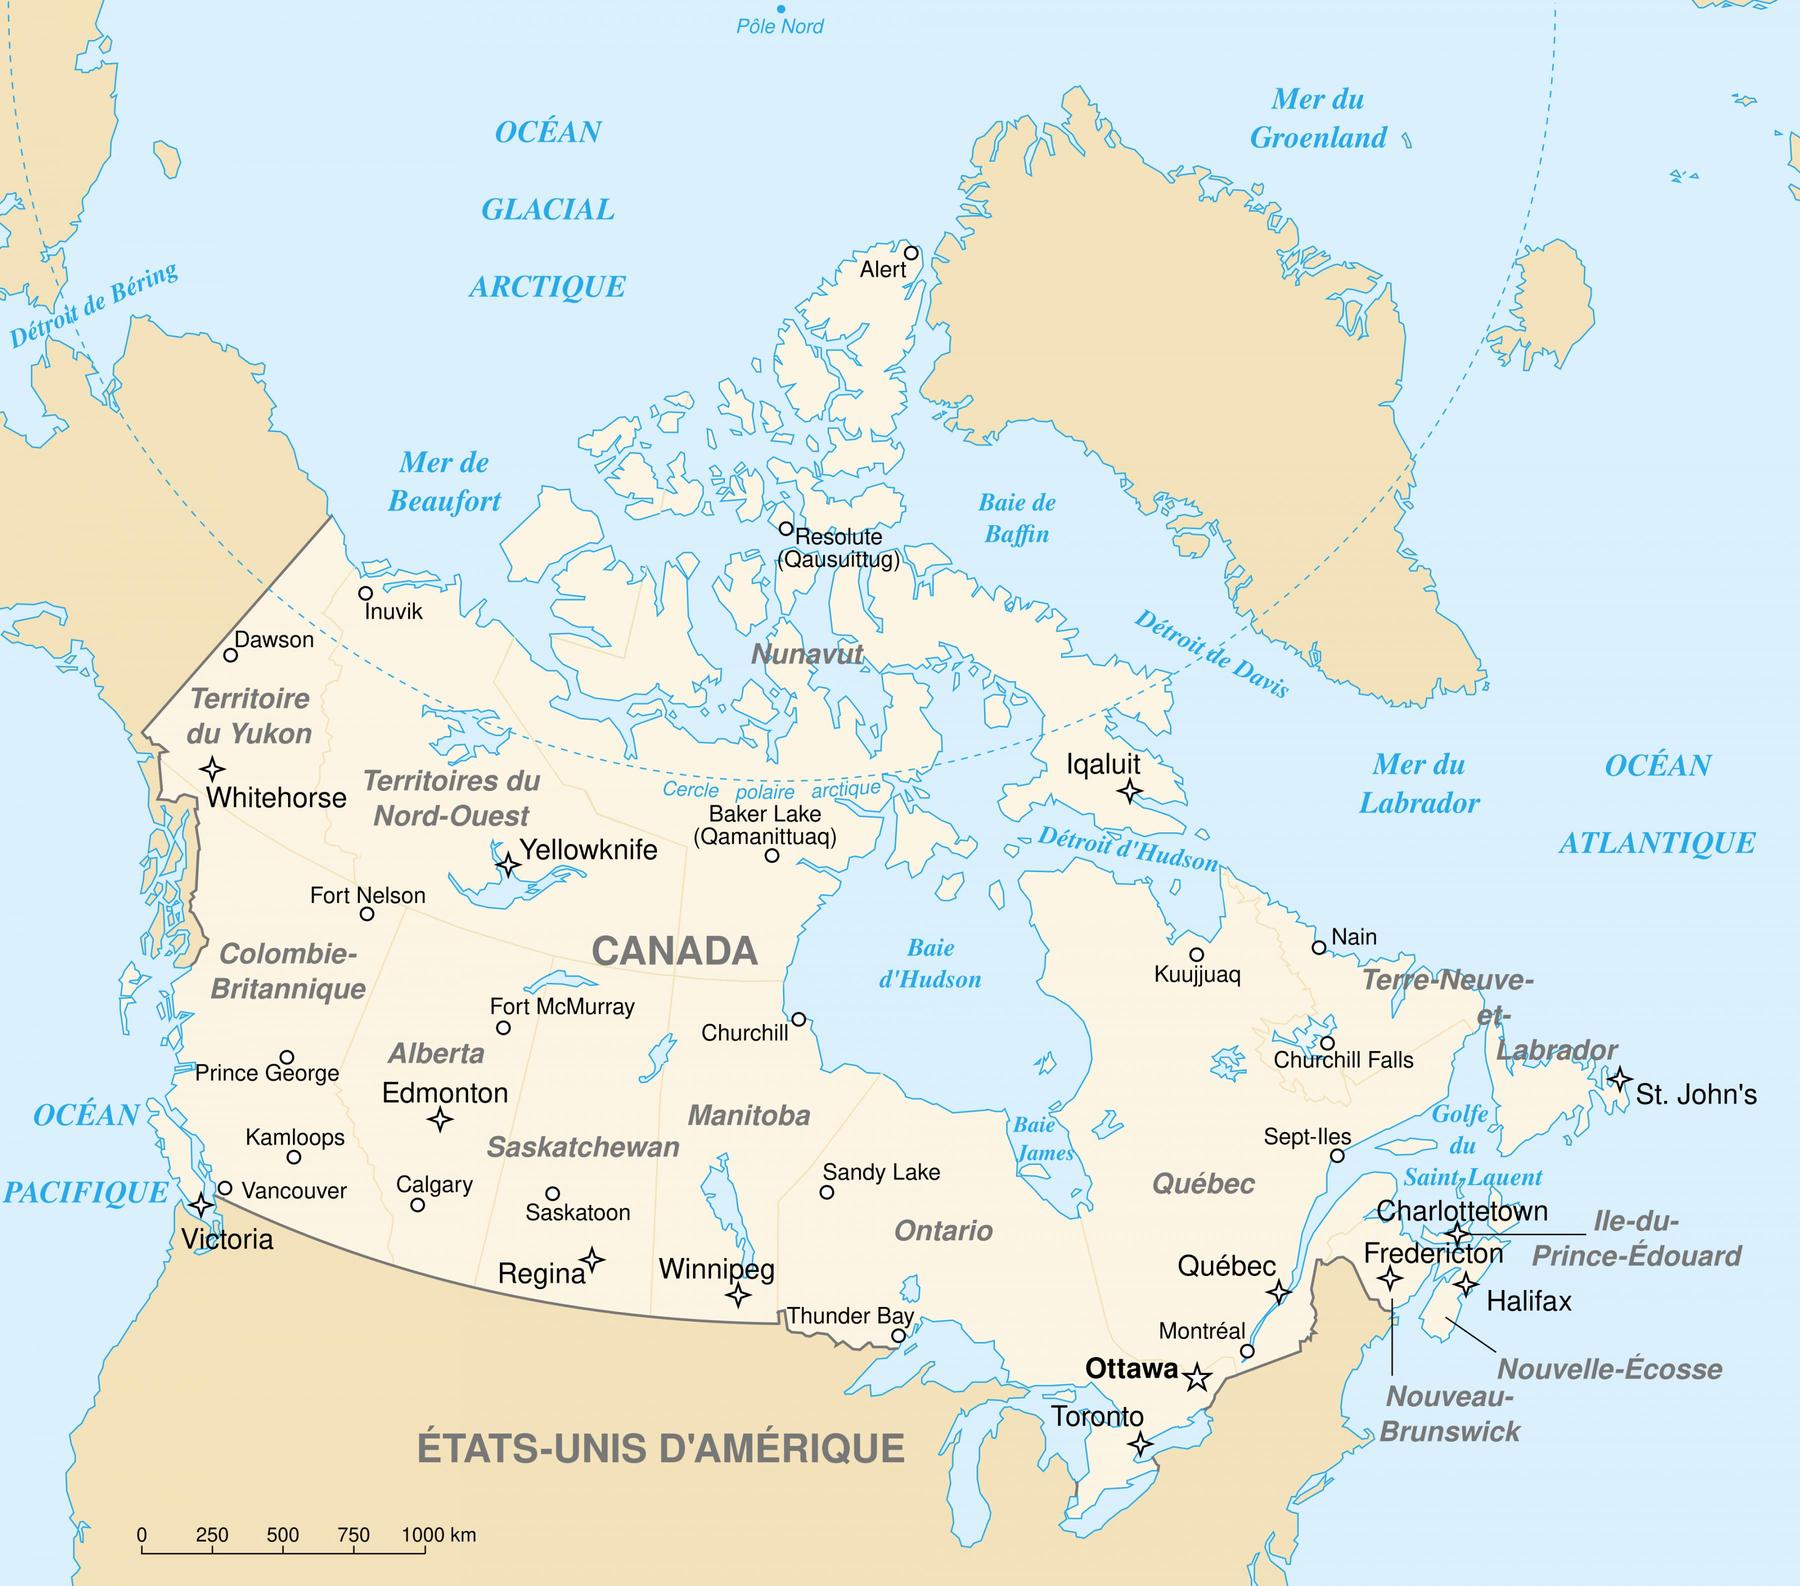 Pôle Nord
Mer du
Groenland
OCÉAN
GLACIAL
ARCTIQUE
Alert
Détroit de Béring
Mer de
Beaufort
Baie de
Baffin
Resolute
(Qausuittug)
Inuvik
Dawson
Nunavut
Détroit de Davis
Territoire
du Yukon
Whitehorse
Territoires du
Nord-Ouest
Cercle polaire arctique
Iqaluit
Mer du
Labrador
OCÉAN
ATLANTIQUE
Baker Lake
(Qamanittuaq)
Yellowknife
Détroit d'Hudson
Fort Nelson
Colombie-
Britannique
CANADA
Baie
d'Hudson
Kuujjuaq
Nain
Terre-Neuve-
et-
Labrador
Fort McMurray
Churchill
Churchill Falls
Alberta
Prince George
Edmonton
St. John's
OCÉAN
PACIFIQUE
Manitoba
Saskatchewan
Baie
James
Golfe
du
Saint-Lauent
Kamloops
Sept-Iles
Sandy Lake
Québec
Vancouver
Calgary
Saskatoon
Ontario
Victoria
Charlottetown
Ile-du-
Prince-Édouard
Fredericton
Regina
Winnipeg
Québec
Halifax
Thunder Bay
Montréal
Ottawa
Nouvelle-Écosse
Nouveau-
Brunswick
Toronto
ÉTATS-UNIS D'AMÉRIQUE
0 250 500 750 1000 km